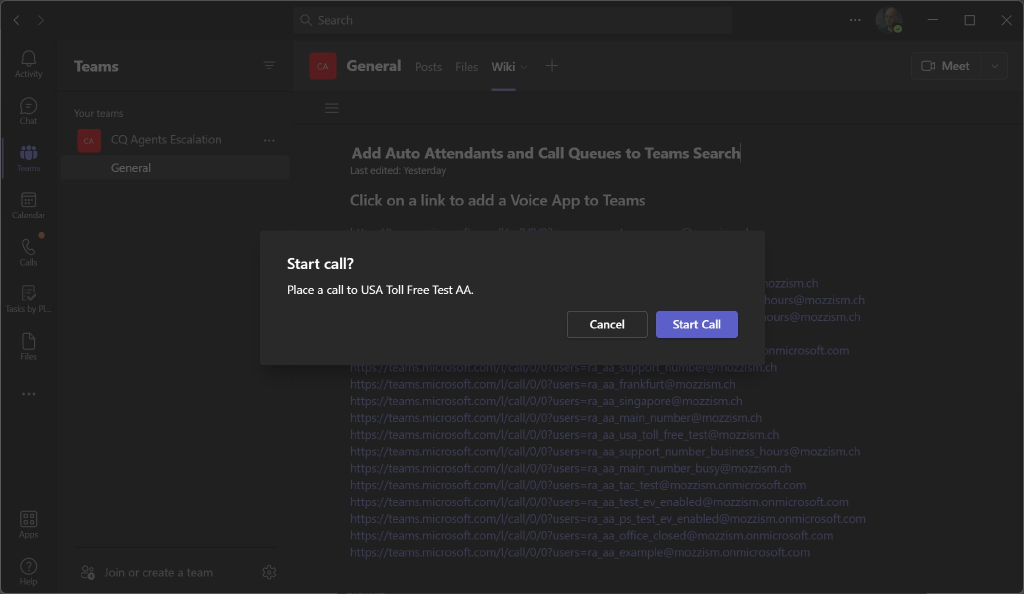 Search
Activity
Chat
Teams
Calendar
Calls
Tasks by Pl...
Files
Apps
Help
Teams
Your teams
CA
CQ Agents Escalation
General
Join or create a team
CA
General
Posts
Files
Wiki
Meet
Add Auto Attendants and Call Queues to Teams Search
Last edited: Yesterday
Click on a link to add a Voice App to Teams
Start call?
Place a call to USA Toll Free Test AA.
Cancel
Start Call
mozzism.ch
hours@mozzism.ch
ours@mozzism.ch
onmicrosoft.com
https://teams.microsoft.com/l/call/0/0?users=ra_aa_support_number@mozzism.ch
https://teams.microsoft.com/l/call/0/0?users=ra_aa_frankfurt@mozzism.ch
https://teams.microsoft.com/l/call/0/0?users=ra_aa_singapore@mozzism.ch
https://teams.microsoft.com/l/call/0/0?users=ra_aa_main_number@mozzism.ch
https://teams.microsoft.com/l/call/0/0?users=ra_aa_usa_toll_free_test@mozzism.ch
https://teams.microsoft.com/l/call/0/0?users=ra_aa_support_number_business_hours@mozzism.ch
https://teams.microsoft.com/l/call/0/0?users=ra_aa_main_number_busy@mozzism.ch
https://teams.microsoft.com/l/call/0/0?users=ra_aa_tac_test@mozzism.onmicrosoft.com
https://teams.microsoft.com/l/call/0/0?users=ra_aa_test_ev_enabled@mozzism.onmicrosoft.com
https://teams.microsoft.com/l/call/0/0?users=ra_aa_ps_test_ev_enabled@mozzism.onmicrosoft.com
https://teams.microsoft.com/l/call/0/0?users=ra_aa_office_closed@mozzism.onmicrosoft.com
https://teams.microsoft.com/l/call/0/0?users=ra_aa_example@mozzism.onmicrosoft.com